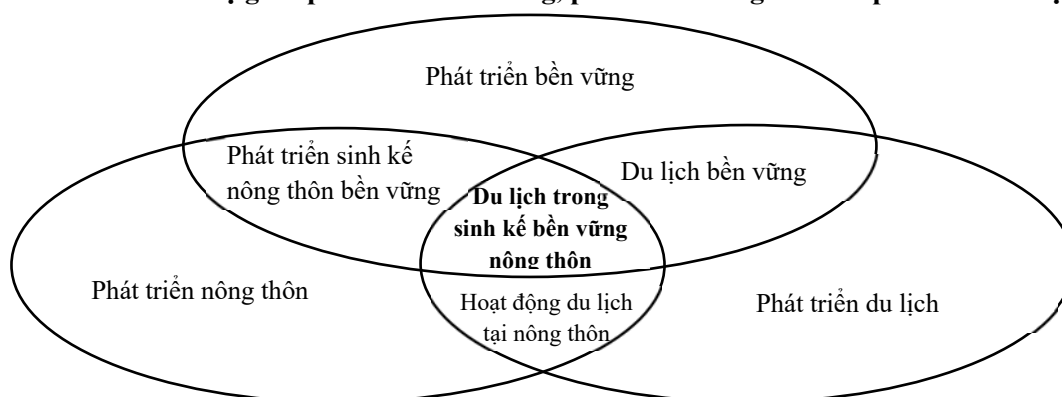 Phát triển bền vững
Phát triển sinh kế
nông thôn bền vững
Du lịch bền vững
Du lịch trong
sinh kế bền vững
nông thôn
Phát triển nông thôn
Hoạt động du lịch
tại nông thôn
Phát triển du lịch